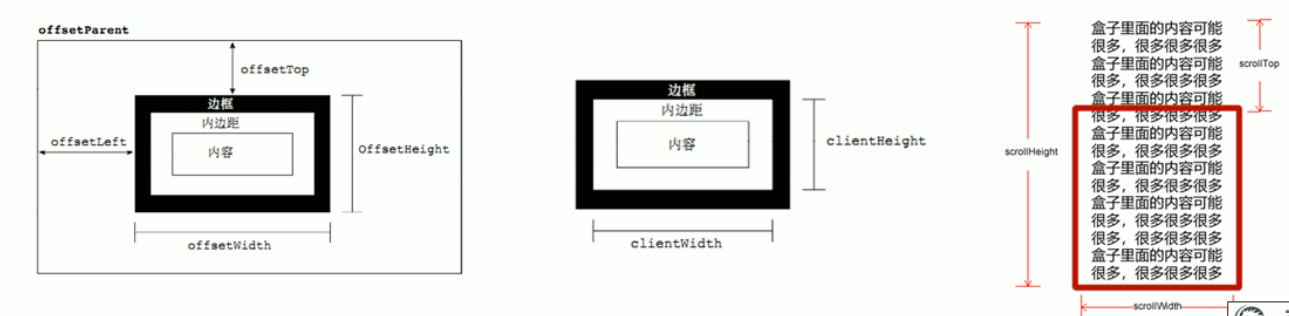 offsetParent
offsetTop
边框
内边距
内容
offsetLeft
OffsetHeight
offsetWidth
边框
内边距
内容
clientHeight
clientWidth
盒子里面的内容可能
很多，很多很多很多
盒子里面的内容可能
很多，很多很多很多
盒子里面的内容可能
很多，很多很多很多
盒子里面的内容可能
很多，很多很多很多
盒子里面的内容可能
很多，很多很多很多
盒子里面的内容可能
很多，很多很多很多
很多，很多很多很多
盒子里面的内容可能
很多，很多很多很多
scrollTop
scrollHeight
scrollWidth